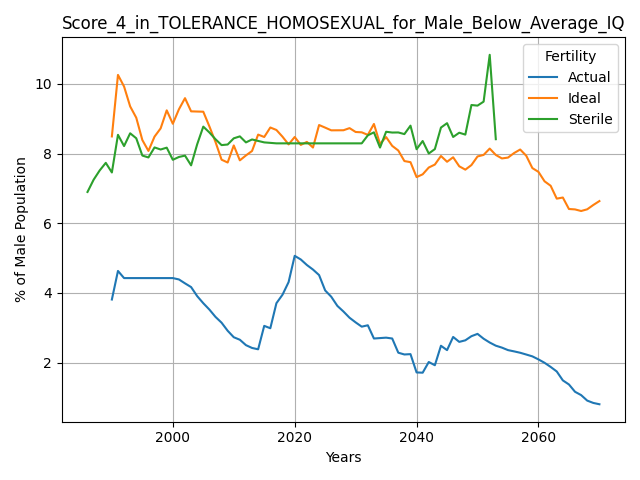 Score_4_in_TOLERANCE_HOMOSEXUAL_for_Male_Below_Average_IQ
Fertility
Actual
Ideal
Sterile
% of Male Population
10
8
6
4
2
2000 2020 2040 2060
Years